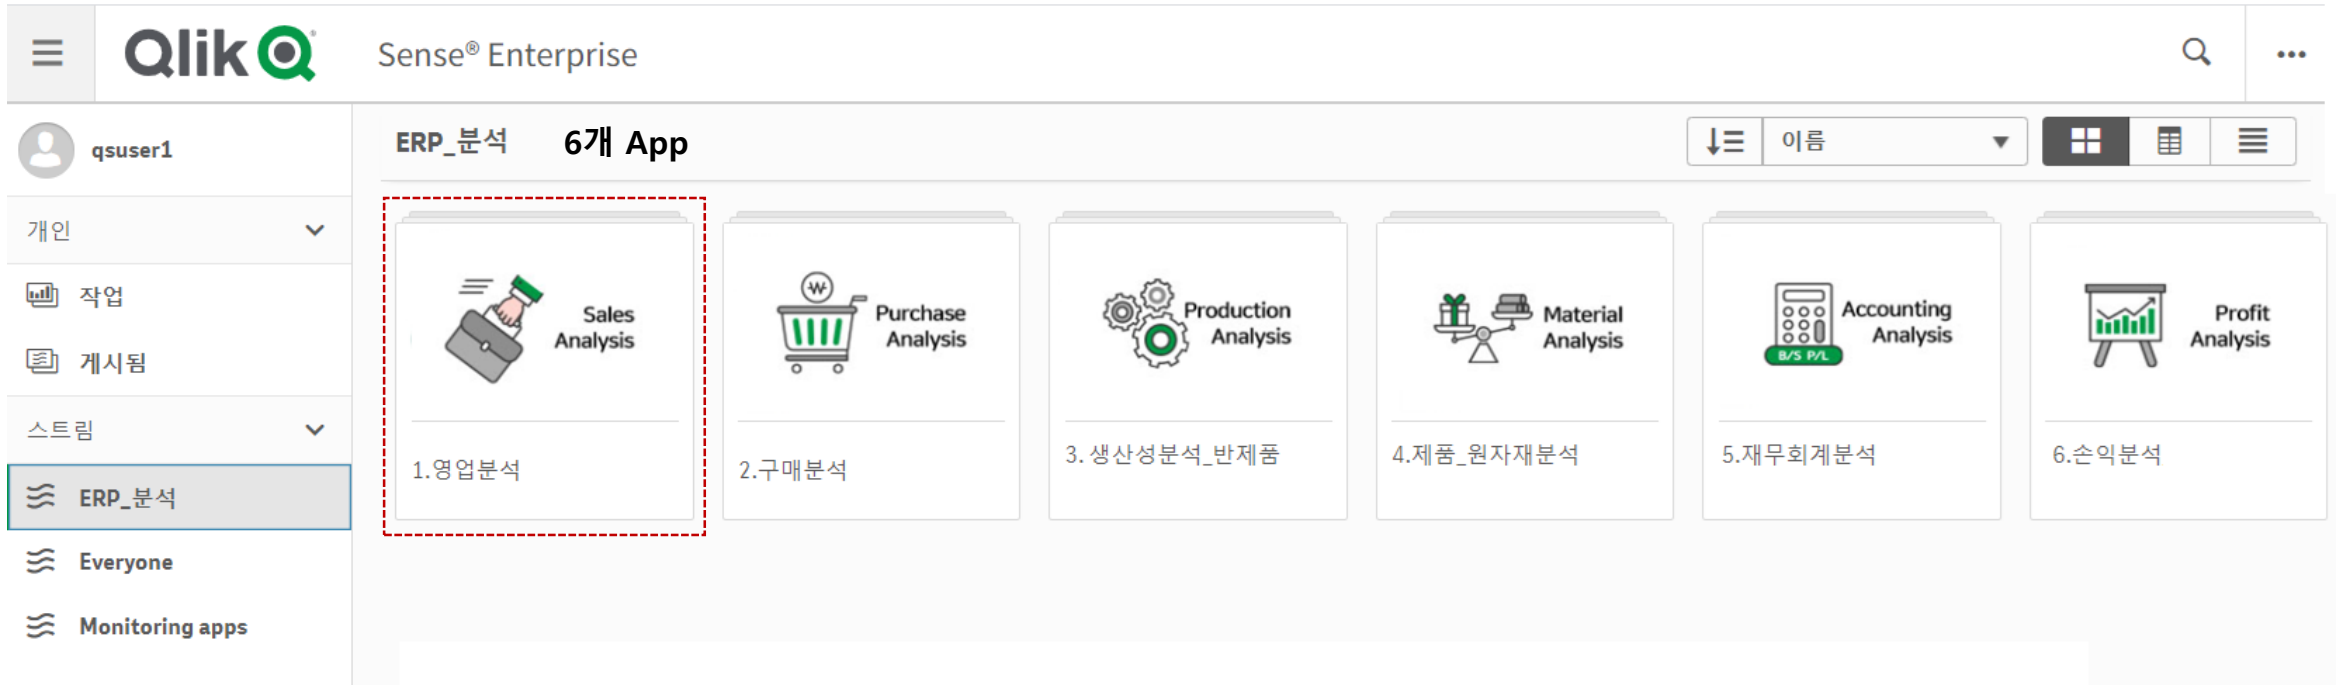 Qlik Sense® Enterprise
qsuser1
개인
작업
게시됨
스트림
ERP_분석
Everyone
Monitoring apps
ERP_분석 6개 App
이름
Sales
Analysis
1.영업분석
₩
Purchase
Analysis
2.구매분석
Production
Analysis
3. 생산성분석_반제품
Material
Analysis
4.제품_원자재분석
Accounting
Analysis
B/S P/L
5.재무회계분석
Profit
Analysis
6.손익분석